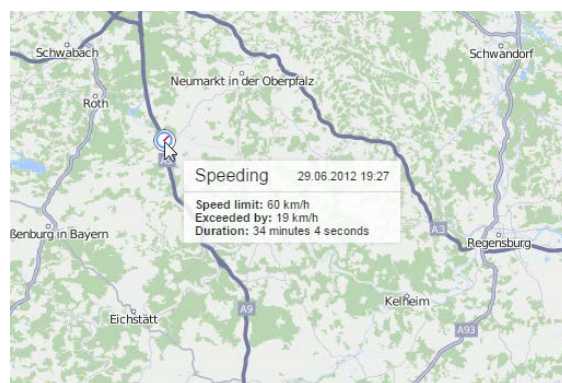 Schwabach
Schwandorf
Neumarkt in der Oberpfalz
Roth
Speeding 29.06.2012 19:27
Speed limit: 60 km/h
Exceeded by: 19 km/h
Duration: 34 minutes 4 seconds
ßenburg in Bayern
A3
Regensburg
Kelheim
A9
Eichstätt
A93